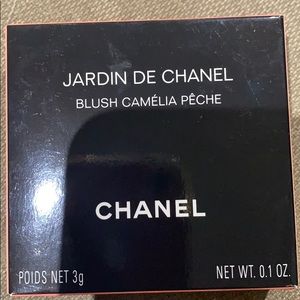 JARDIN DE CHANEL
BLUSH CAMÉLIA PÊCHE
CHANEL
POIDS NET 3g NET WT. 0.1 OZ.